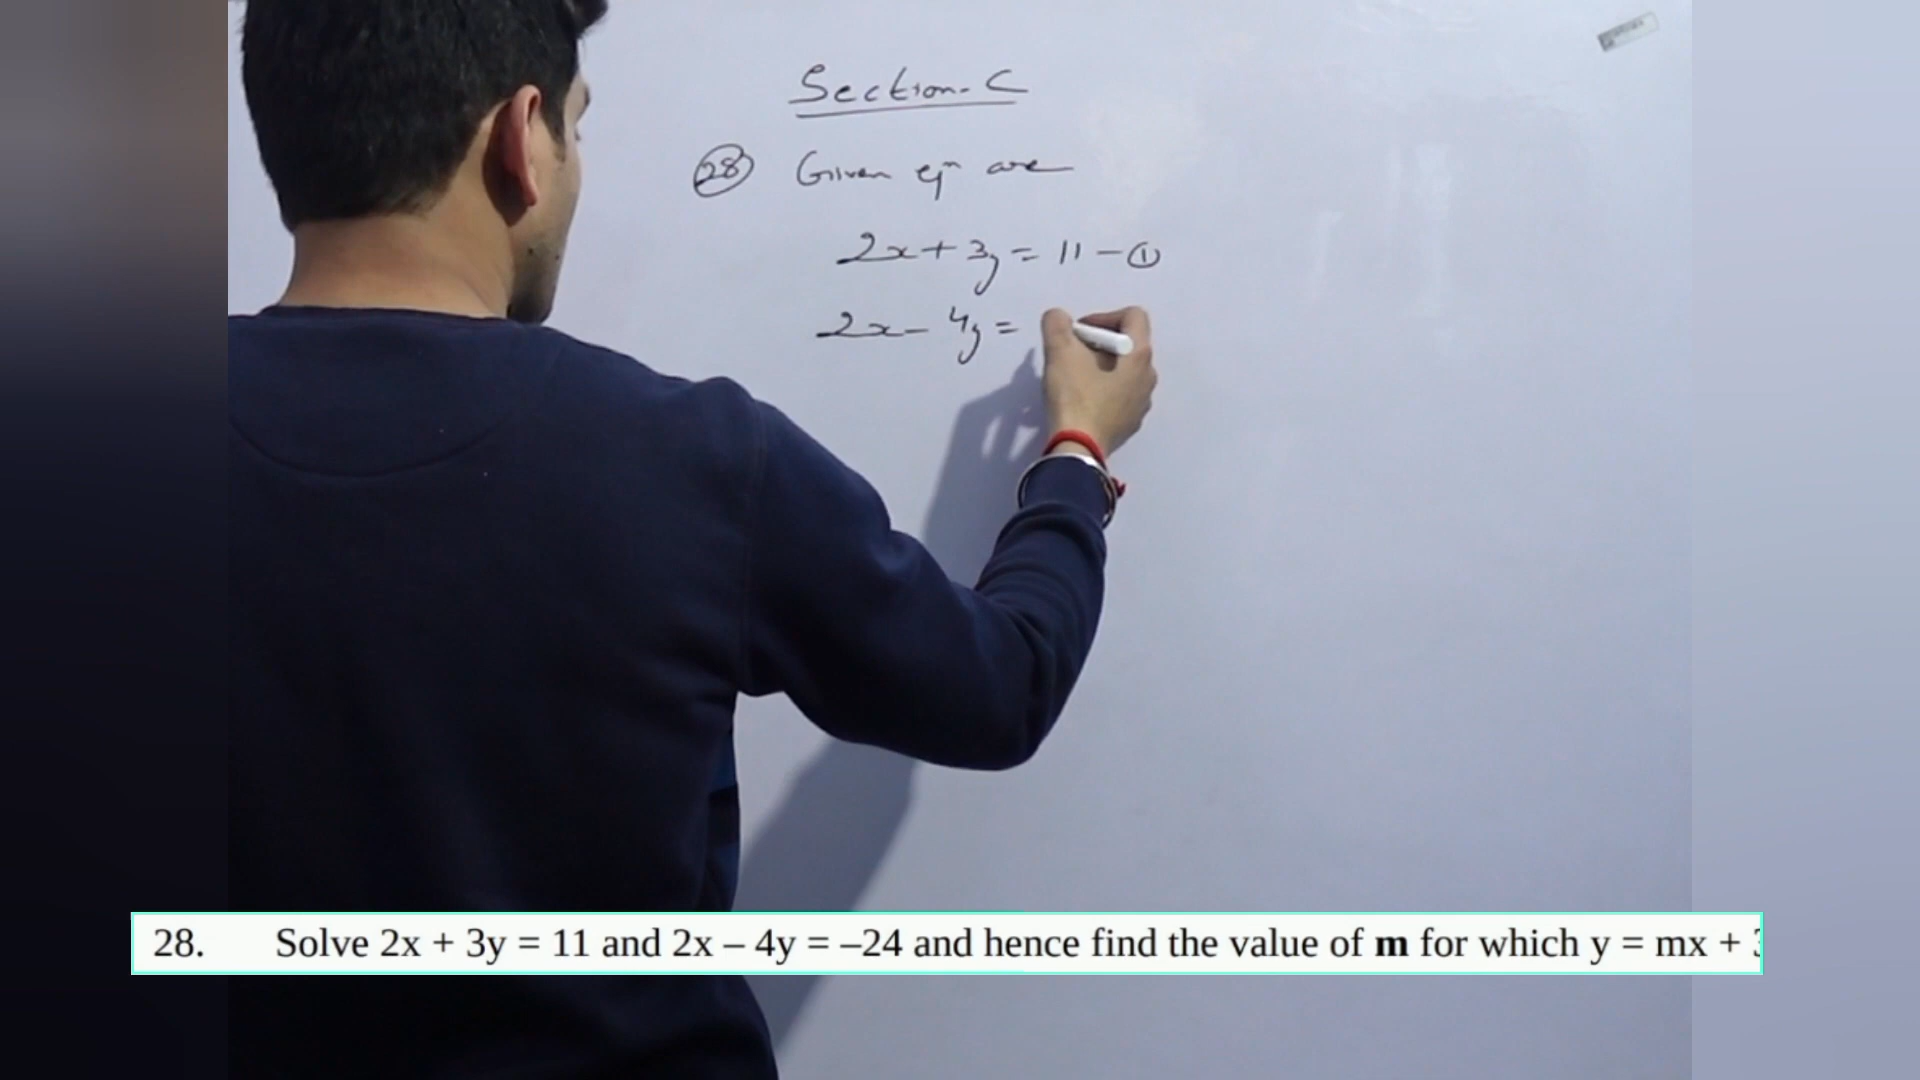 Section-C
28 Given eqn are
2x + 3y = 11 - 1
2x - 4y =
28. Solve 2x + 3y = 11 and 2x – 4y = –24 and hence find the value of m for which y = mx + 3